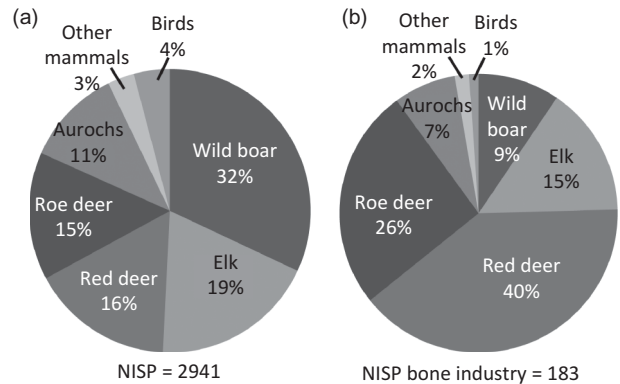 (a)
Other
mammals
3%
Birds
4%
Aurochs
11%
Wild boar
32%
Roe deer
15%
Elk
19%
Red deer
16%
NISP = 2941
(b)
Other
mammals
2%
Birds
1%
Aurochs
7%
Wild
boar
9%
Elk
15%
Roe deer
26%
Red deer
40%
NISP bone industry = 183